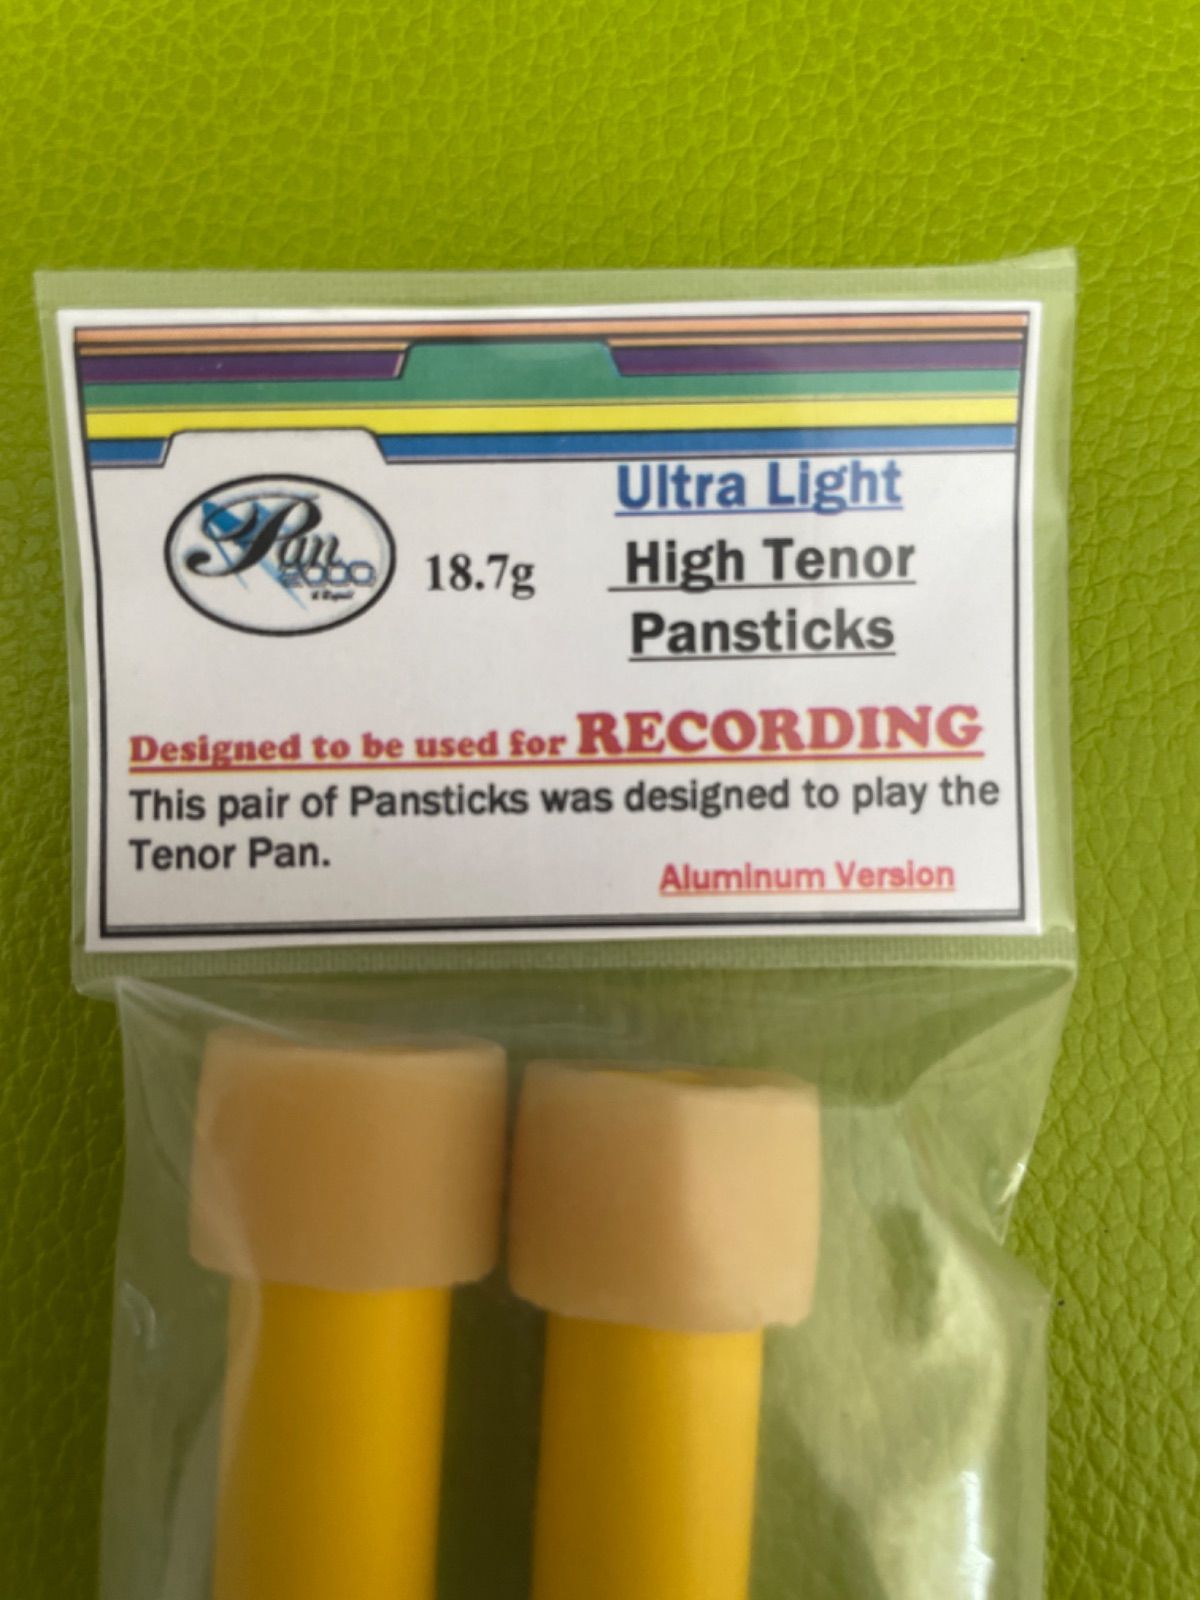 Pan
2000
& Repair
18.7g
Ultra Light
High Tenor
Pansticks
Designed to be used for RECORDING
This pair of Pansticks was designed to play the
Tenor Pan.
Aluminum Version